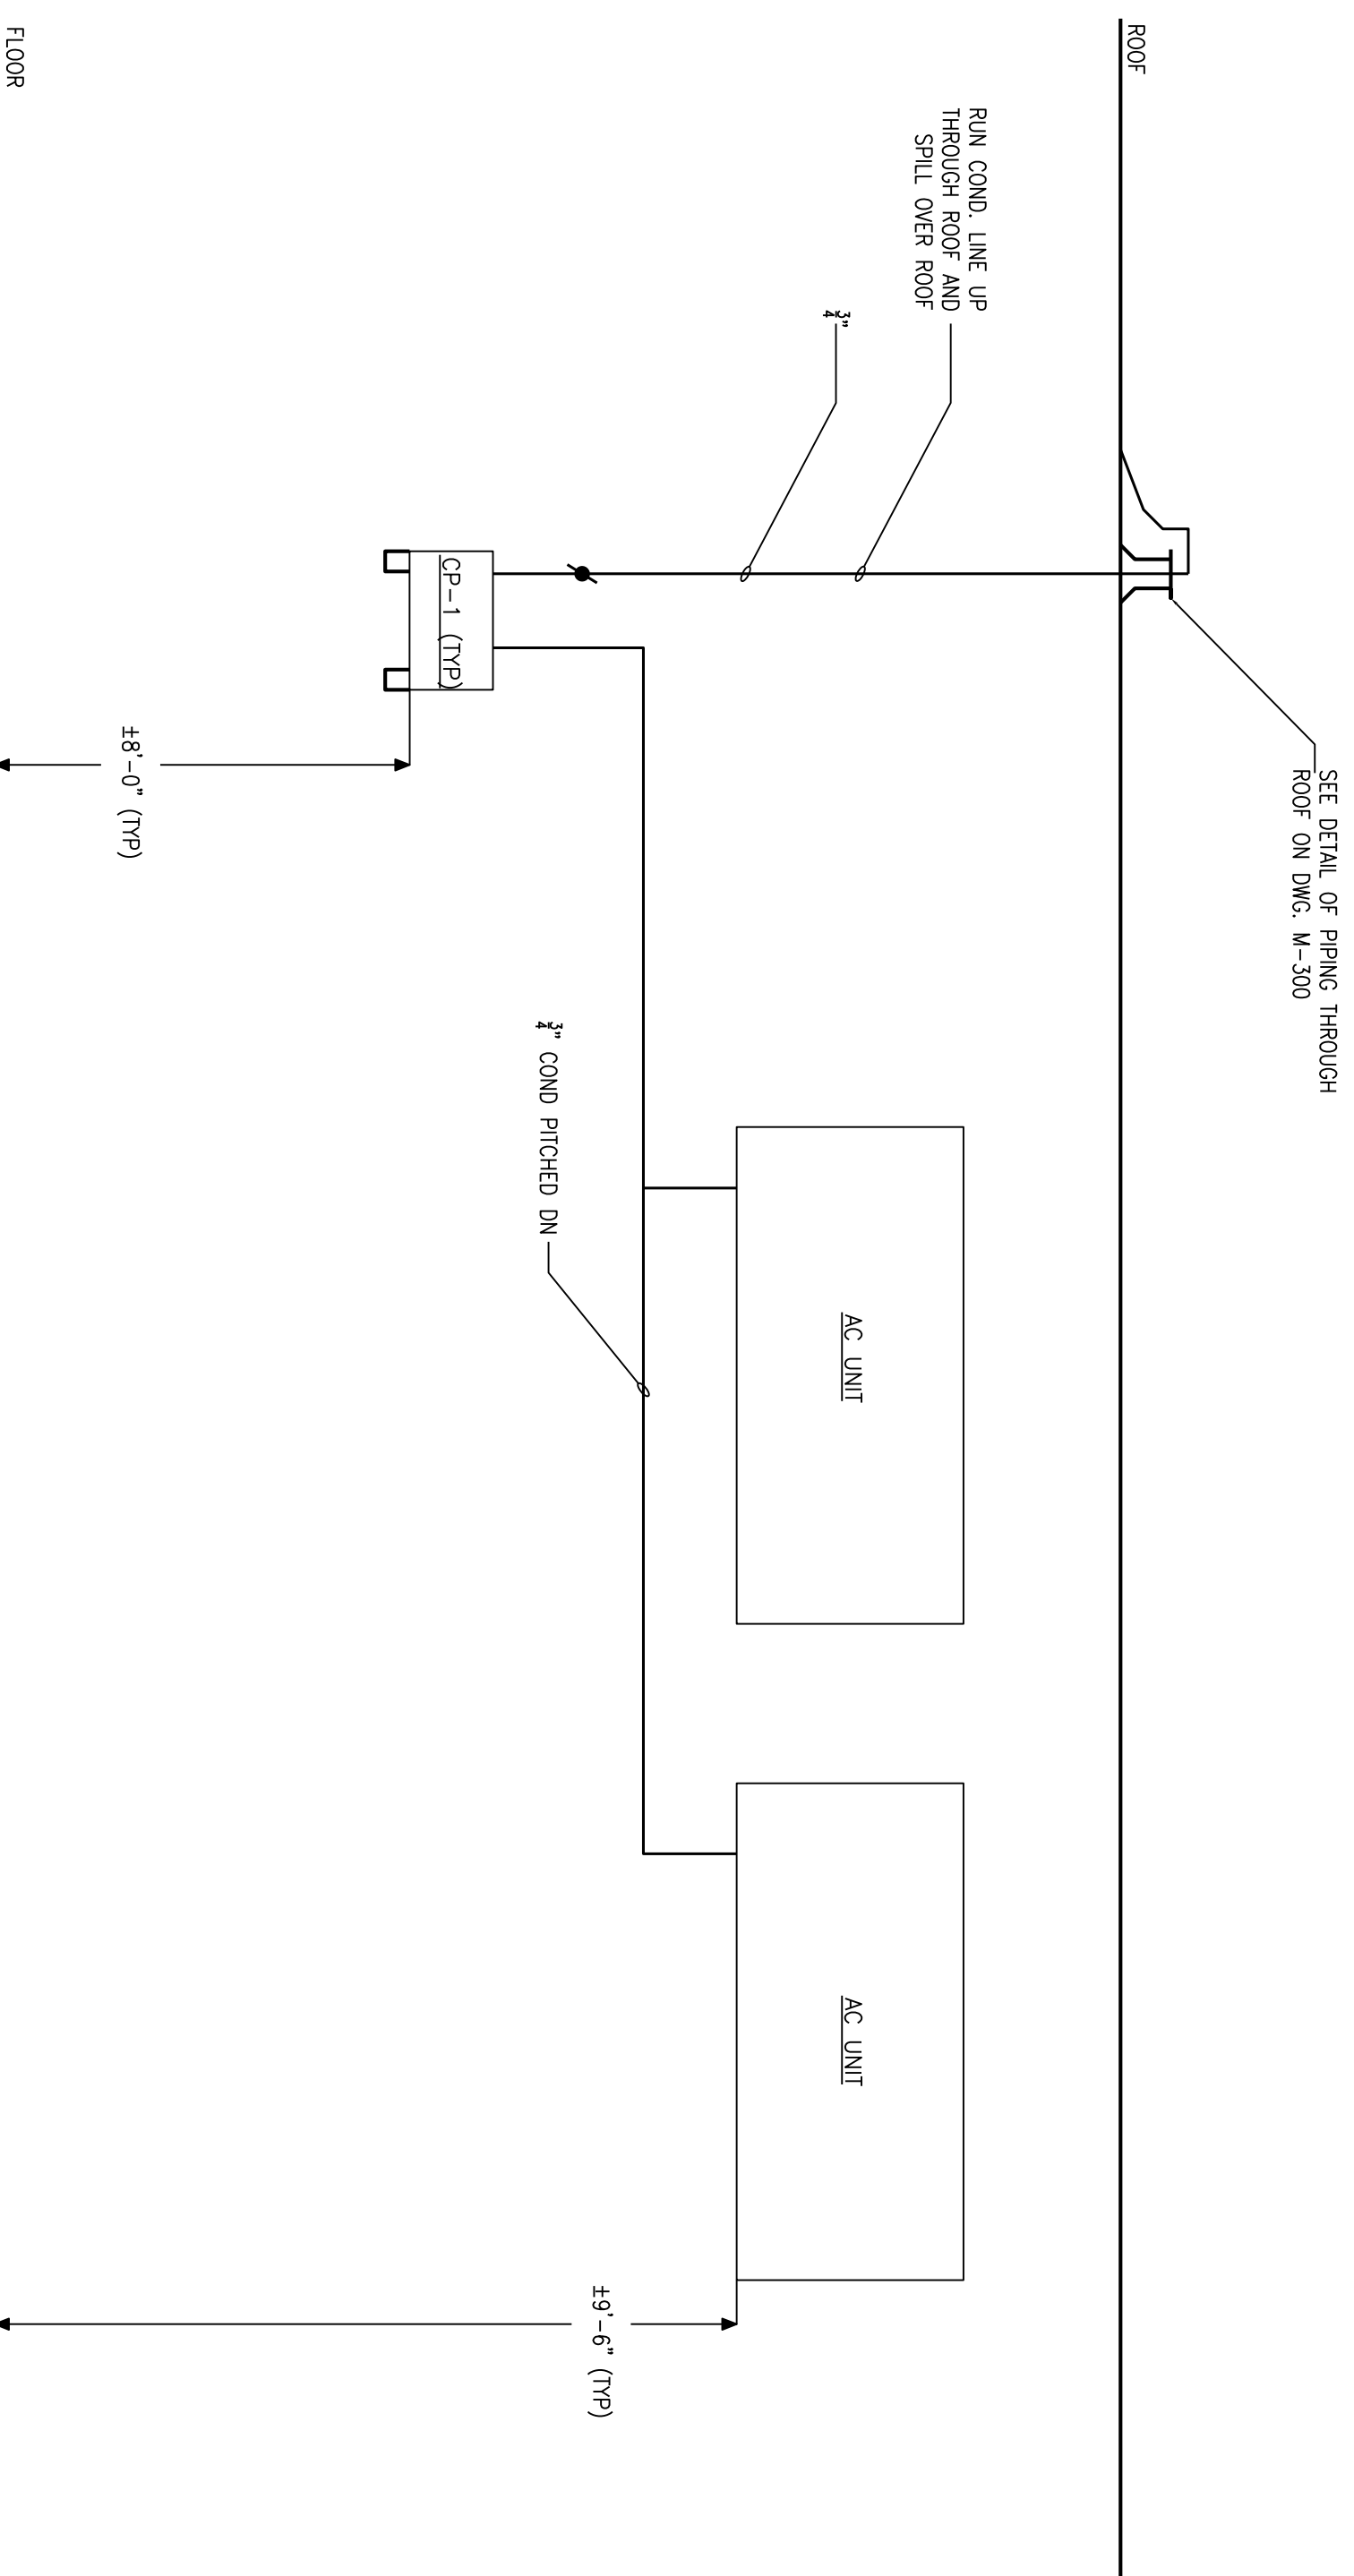 SEE DETAIL OF PIPING THROUGH
ROOF ON DWG. M-300
ROOF
RUN COND. LINE UP
THROUGH ROOF AND
SPILL OVER ROOF
¾"
AC UNIT
AC UNIT
¾" COND PITCHED DN
CP-1 (TYP)
±9'-6" (TYP)
±8'-0" (TYP)
FLOOR